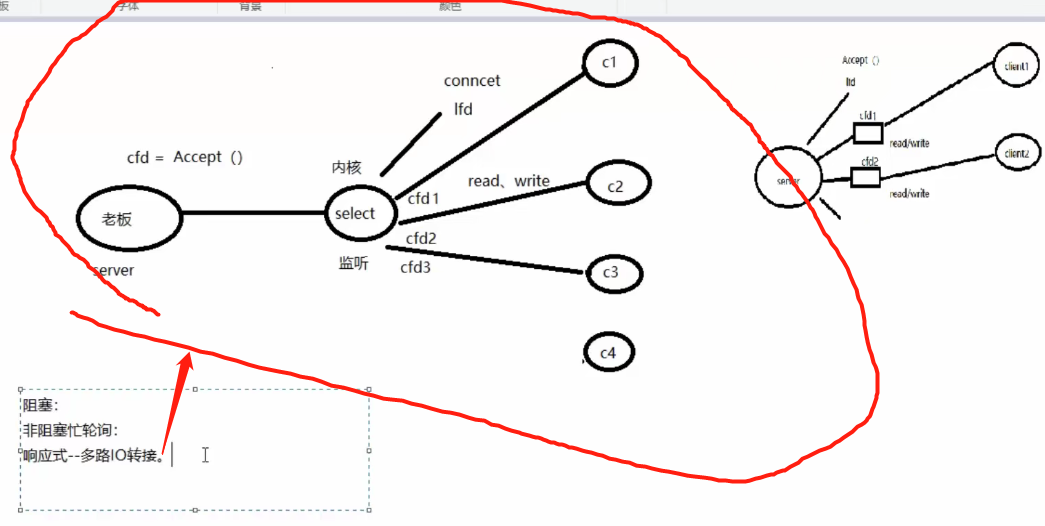 字体
背景
颜色
conncet
lfd
c1
cfd = Accept ()
内核
老板
select
cfd1
read、write
c2
server
监听
cfd2
cfd3
c3
c4
Accept ()
lfd
client1
cfd1
read/write
server
cfd2
client2
read/write
阻塞：
非阻塞忙轮询：
响应式--多路IO转接。